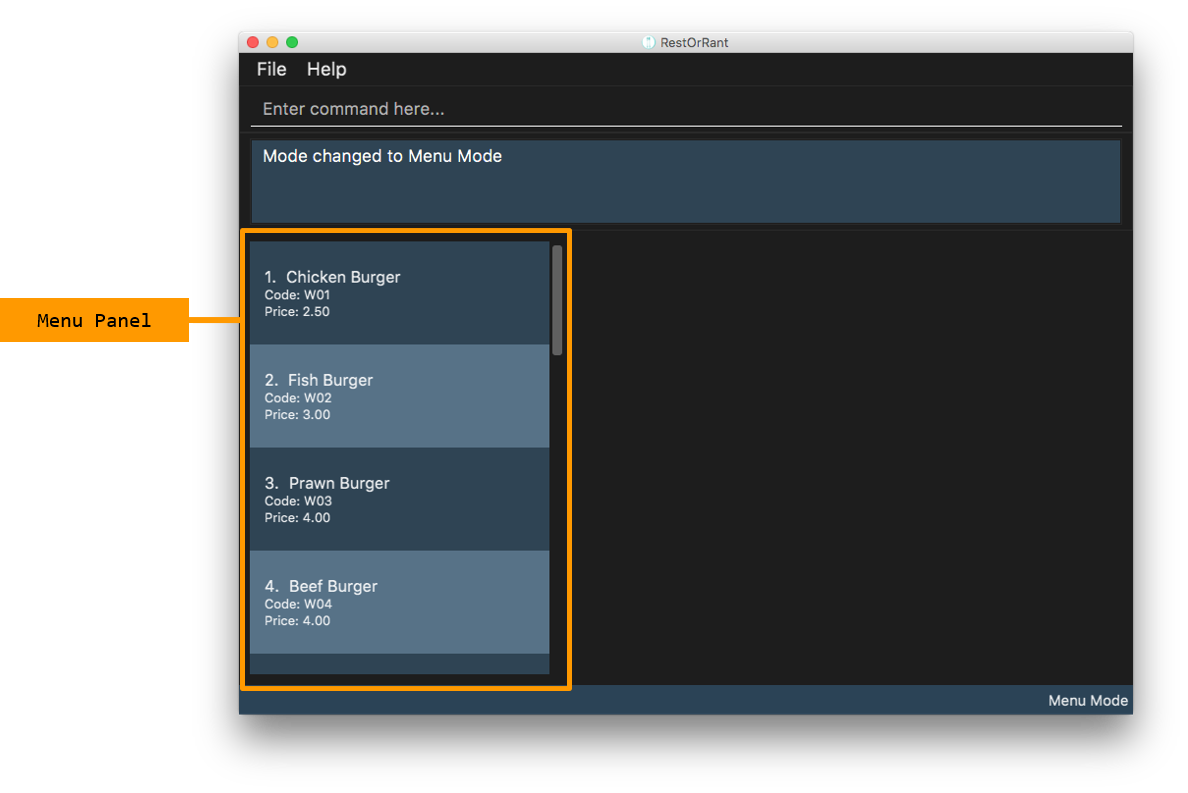 RestOrRant
File Help
Enter command here...
Mode changed to Menu Mode
Menu Panel
1. Chicken Burger
Code: W01
Price: 2.50
2. Fish Burger
Code: W02
Price: 3.00
3. Prawn Burger
Code: W03
Price: 4.00
4. Beef Burger
Code: W04
Price: 4.00
Menu Mode